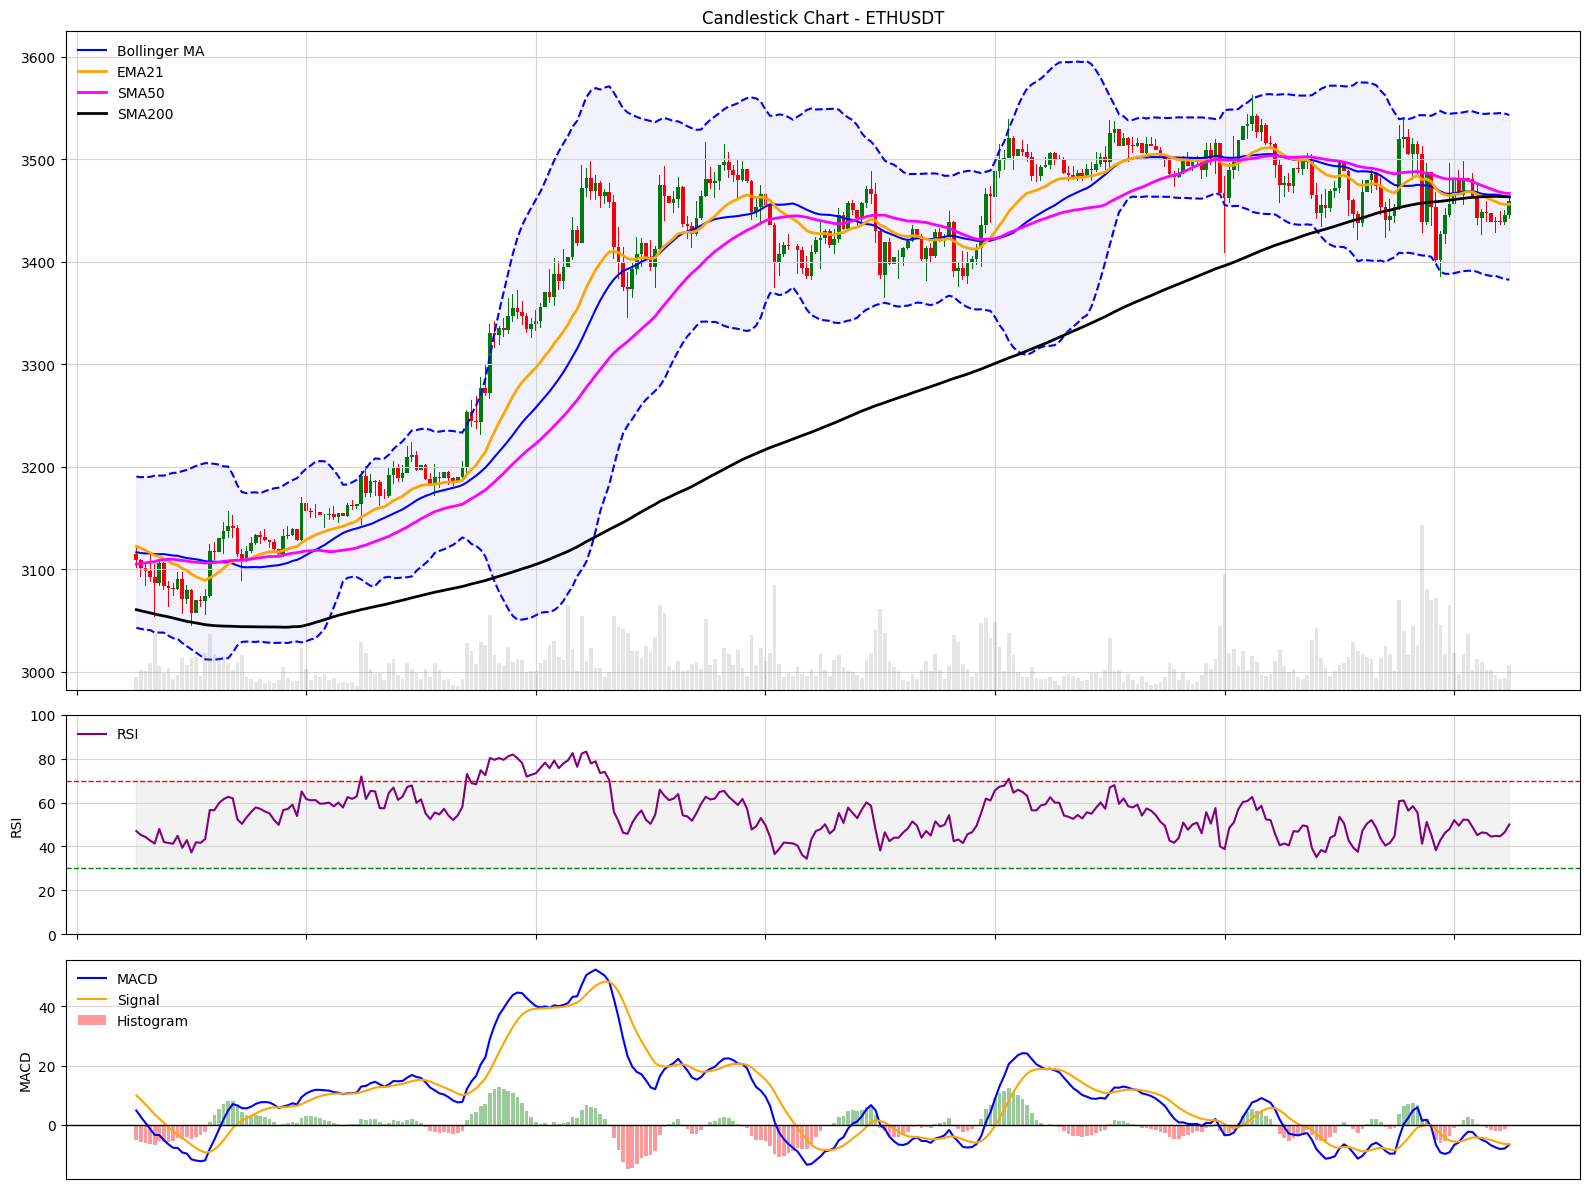 Candlestick Chart - ETHUSDT
Bollinger MA
EMA21
SMA50
SMA200
3600
3500
3400
3300
3200
3100
3000
RSI
100
80
60
40
20
0
RSI
MACD
Signal
Histogram
40
20
0
MACD